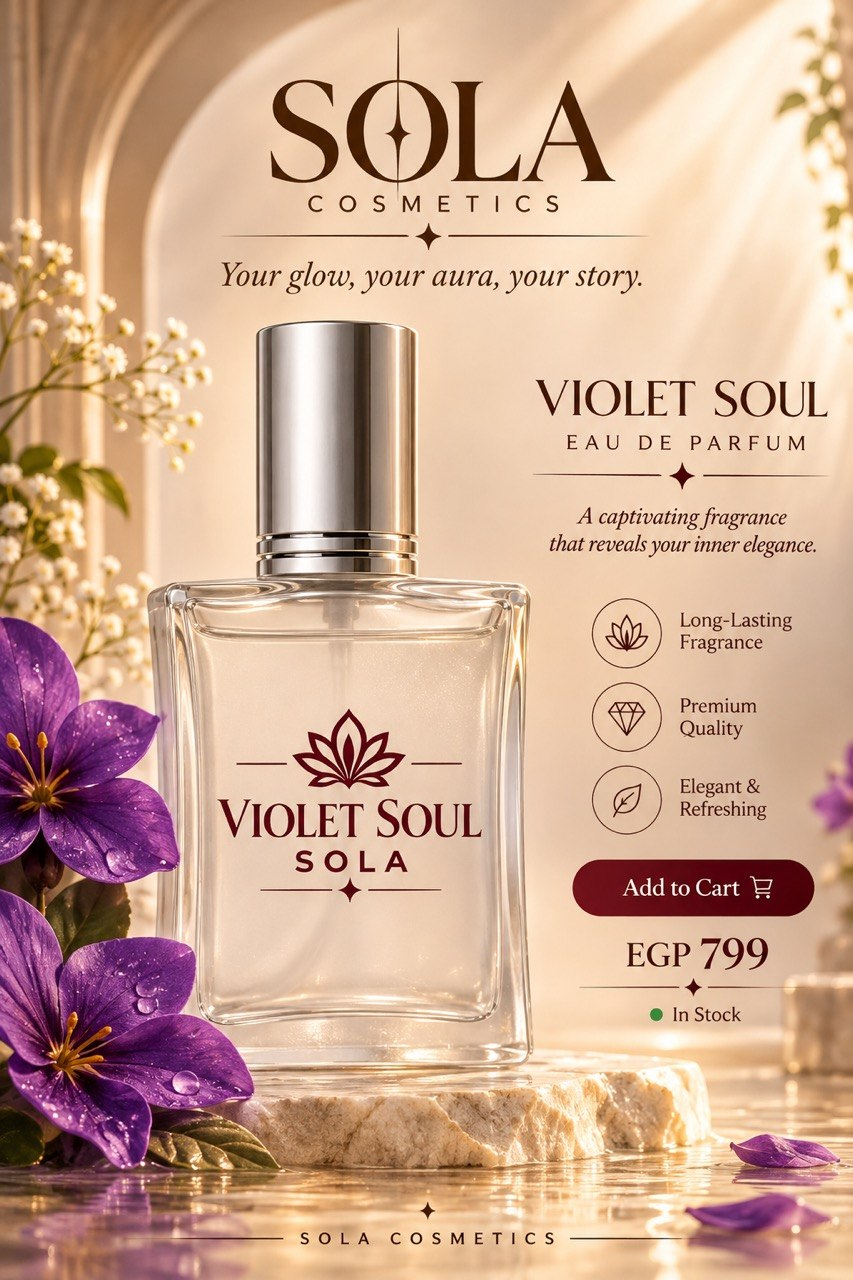 SOLA
COSMETICS
Your glow, your aura, your story.
VIOLET SOUL
EAU DE PARFUM
A captivating fragrance
that reveals your inner elegance.
Long-Lasting
Fragrance
Premium
Quality
Elegant &
Refreshing
Add to Cart
EGP 799
In Stock
VIOLET SOUL
SOLA
SOLA COSMETICS